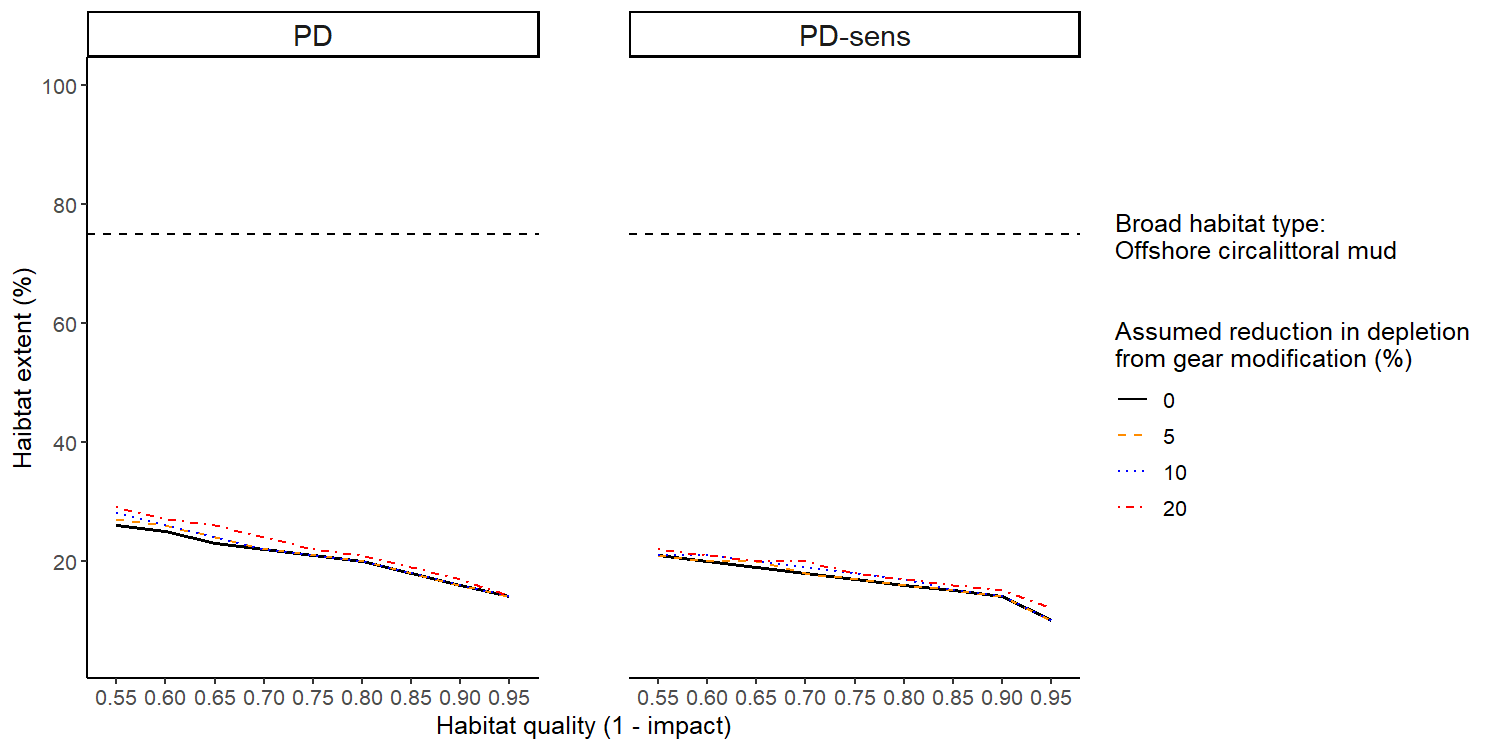 PD
PD-sens
100
80
60
40
20
Haibtat extent (%)
0.55 0.60 0.65 0.70 0.75 0.80 0.85 0.90 0.95
0.55 0.60 0.65 0.70 0.75 0.80 0.85 0.90 0.95
Habitat quality (1 - impact)
Broad habitat type:
Offshore circalittoral mud
Assumed reduction in depletion
from gear modification (%)
0
5
10
20